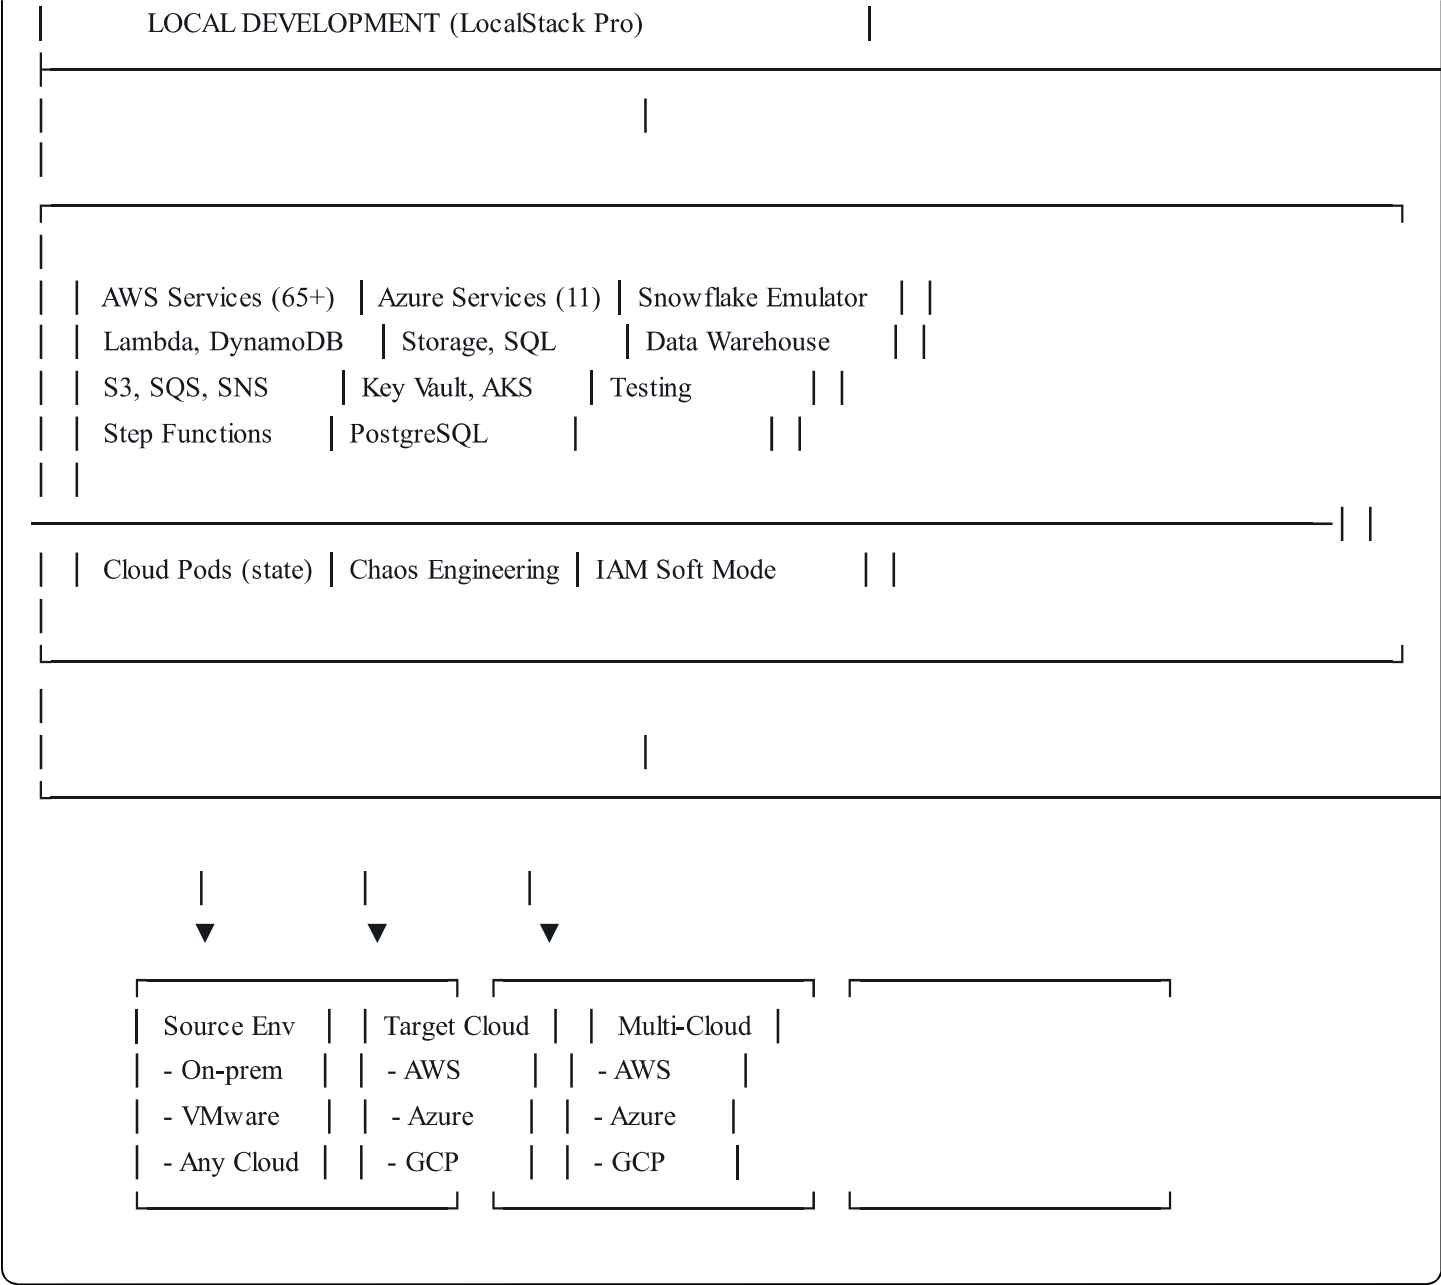 LOCAL DEVELOPMENT (LocalStack Pro)
AWS Services (65+) | Azure Services (11) | Snowflake Emulator
Lambda, DynamoDB | Storage, SQL | Data Warehouse
S3, SQS, SNS | Key Vault, AKS | Testing
Step Functions | PostgreSQL
Cloud Pods (state) | Chaos Engineering | IAM Soft Mode
Source Env | | Target Cloud | | Multi-Cloud
- On-prem | | - AWS | | - AWS
- VMware | | - Azure | | - Azure
- Any Cloud | | - GCP | | - GCP